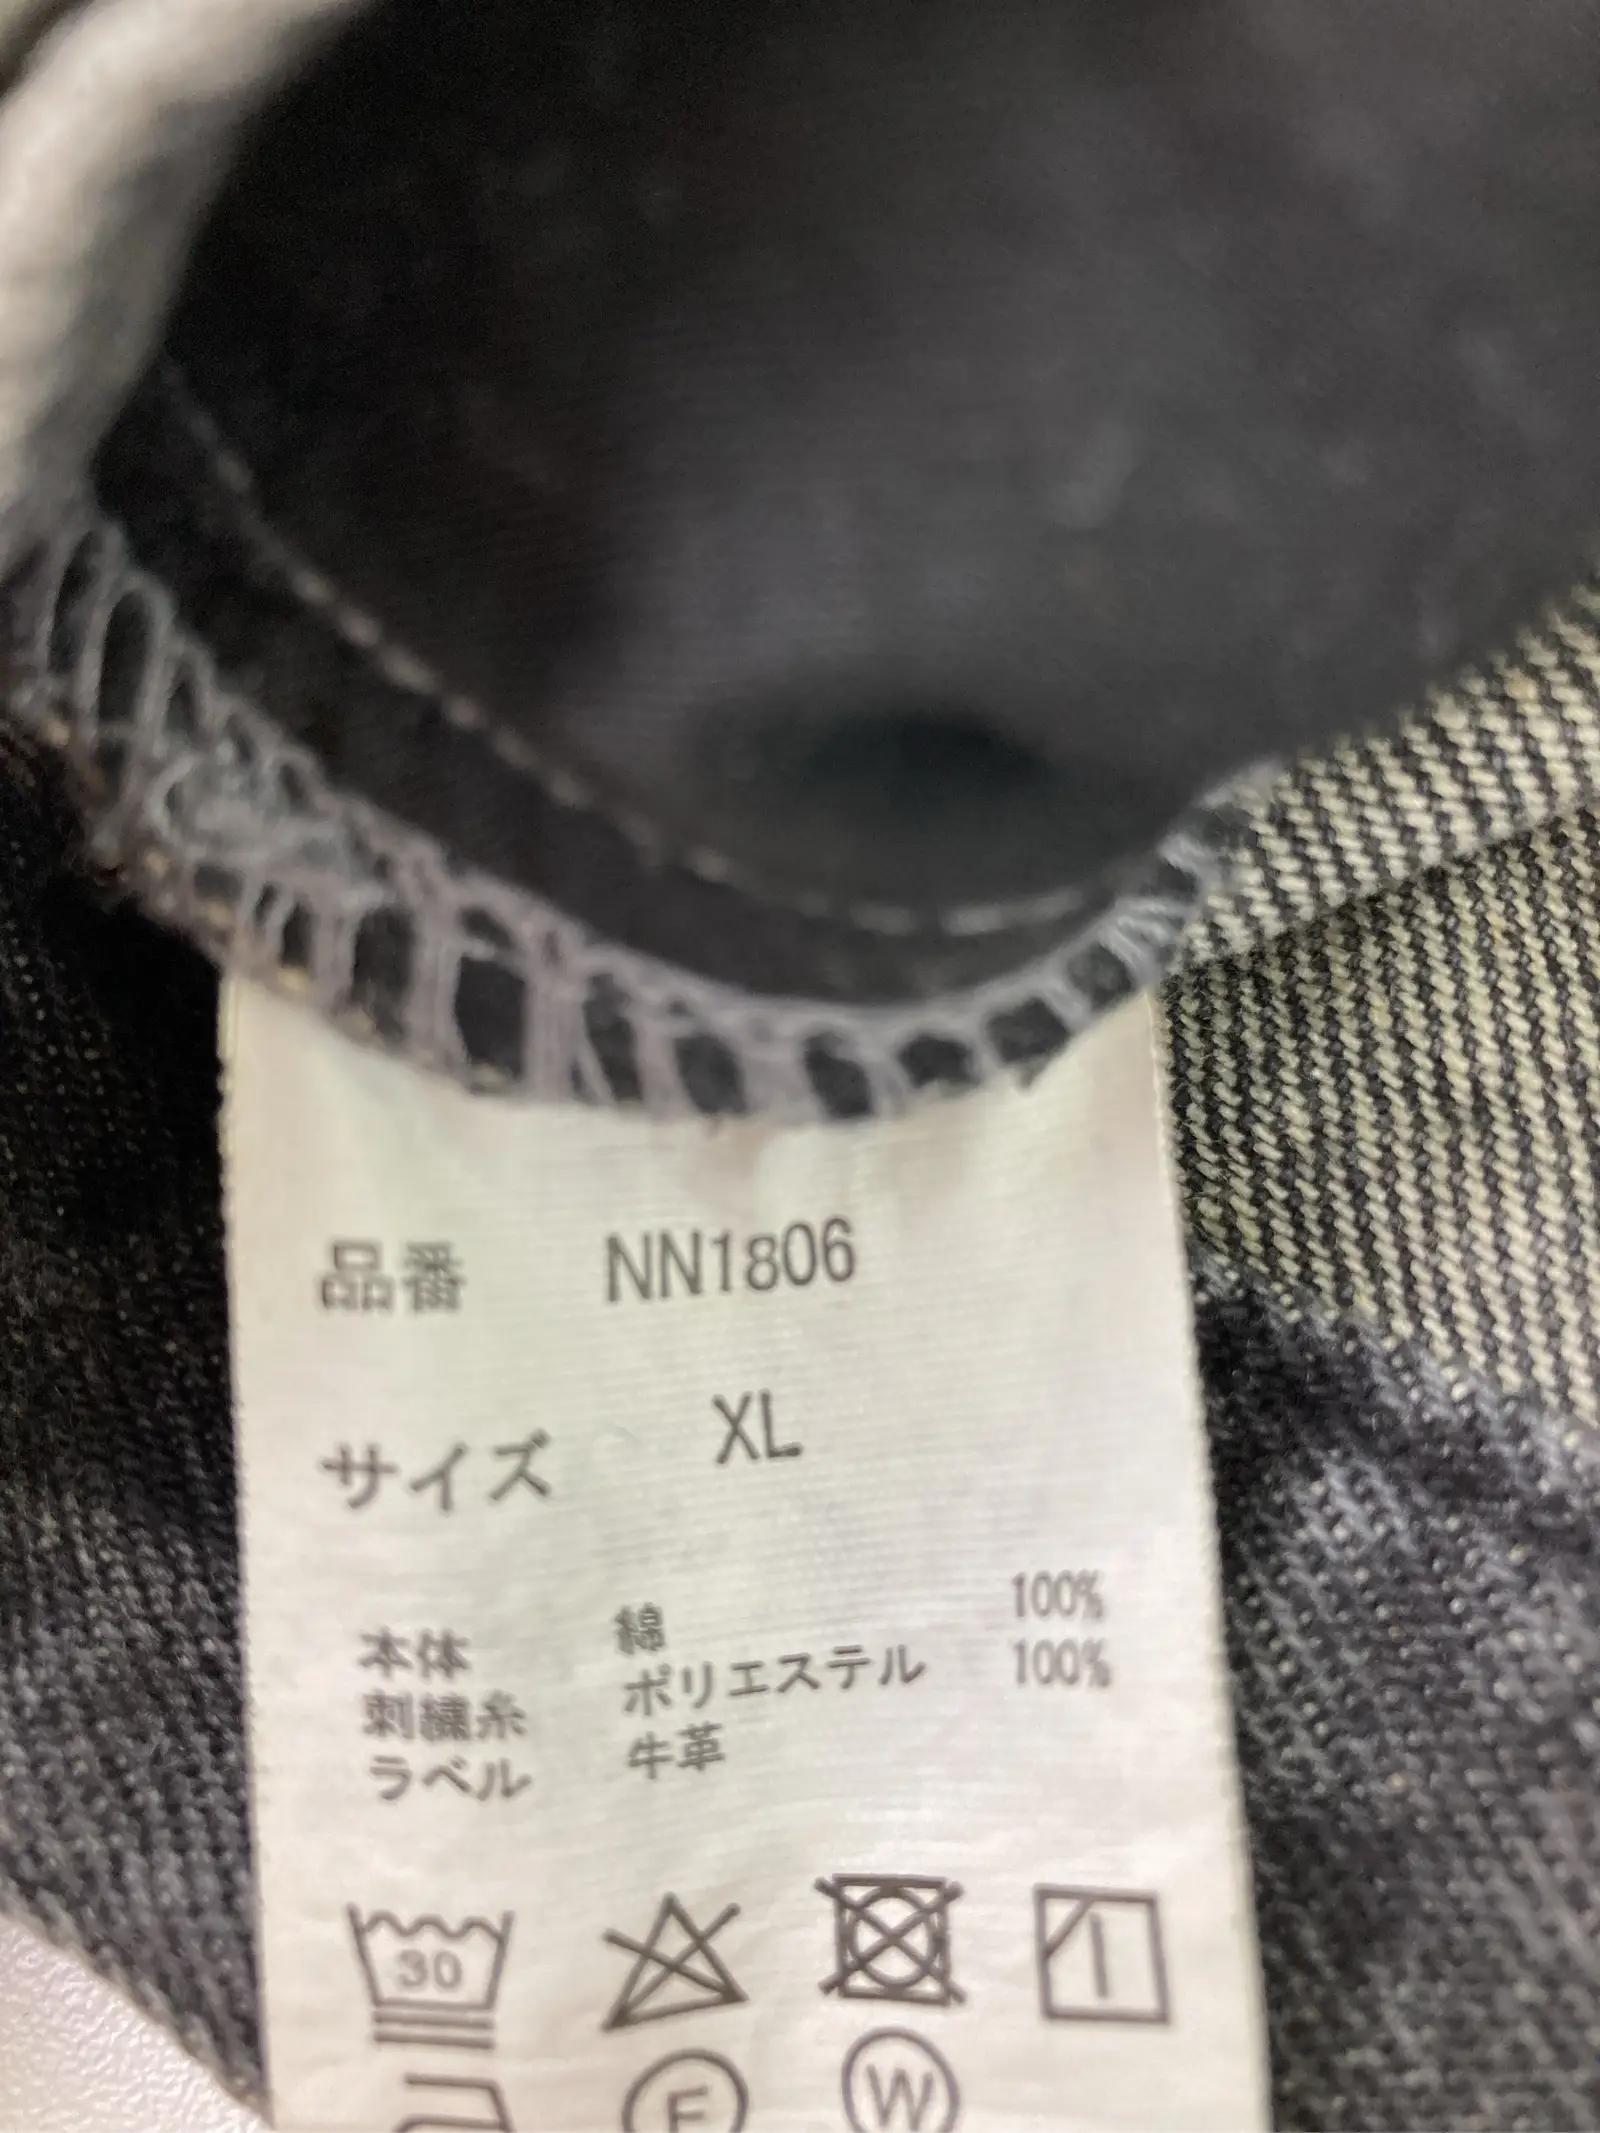 品番 NN1806
サイズ XL
本体 綿 100%
刺繍糸 ポリエステル 100%
ラベル 牛革
30
F W